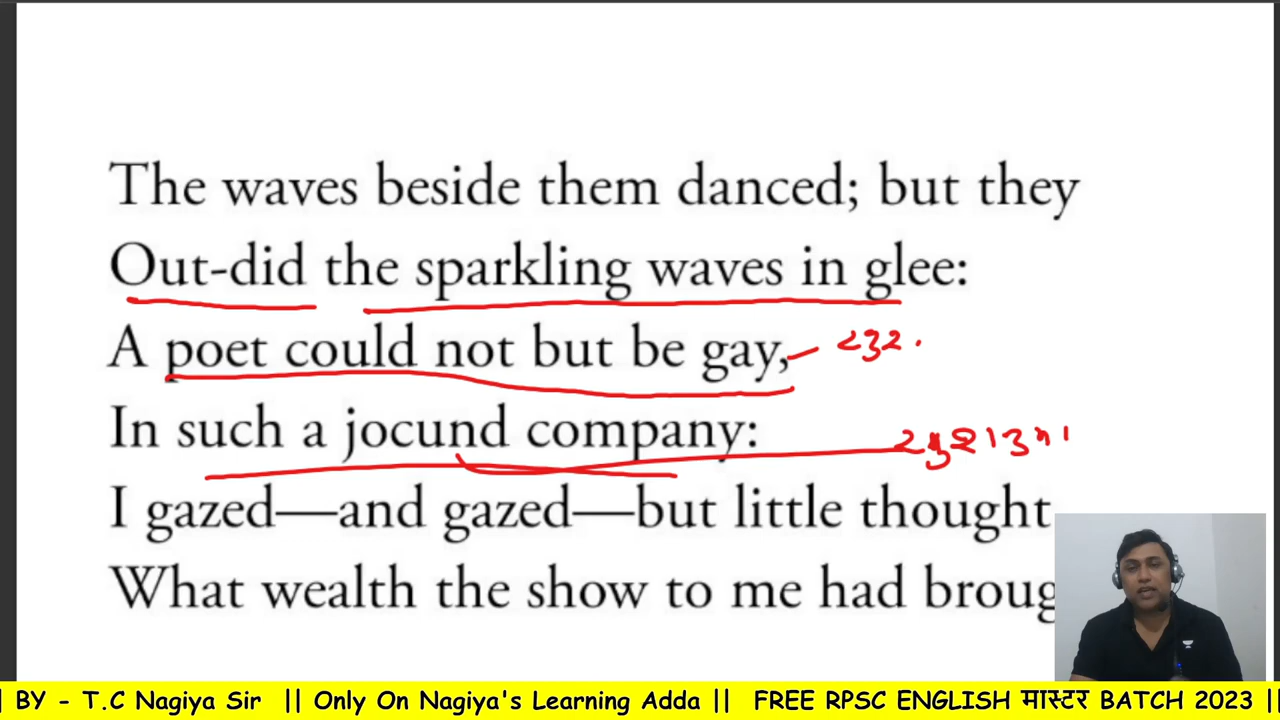 The waves beside them danced; but they
Out-did the sparkling waves in glee:
A poet could not but be gay,
In such a jocund company:
I gazed—and gazed—but little thought
What wealth the show to me had broug
| BY - T.C Nagiya Sir || Only On Nagiya's Learning Adda || FREE RPSC ENGLISH मास्टर BATCH 2023 ||